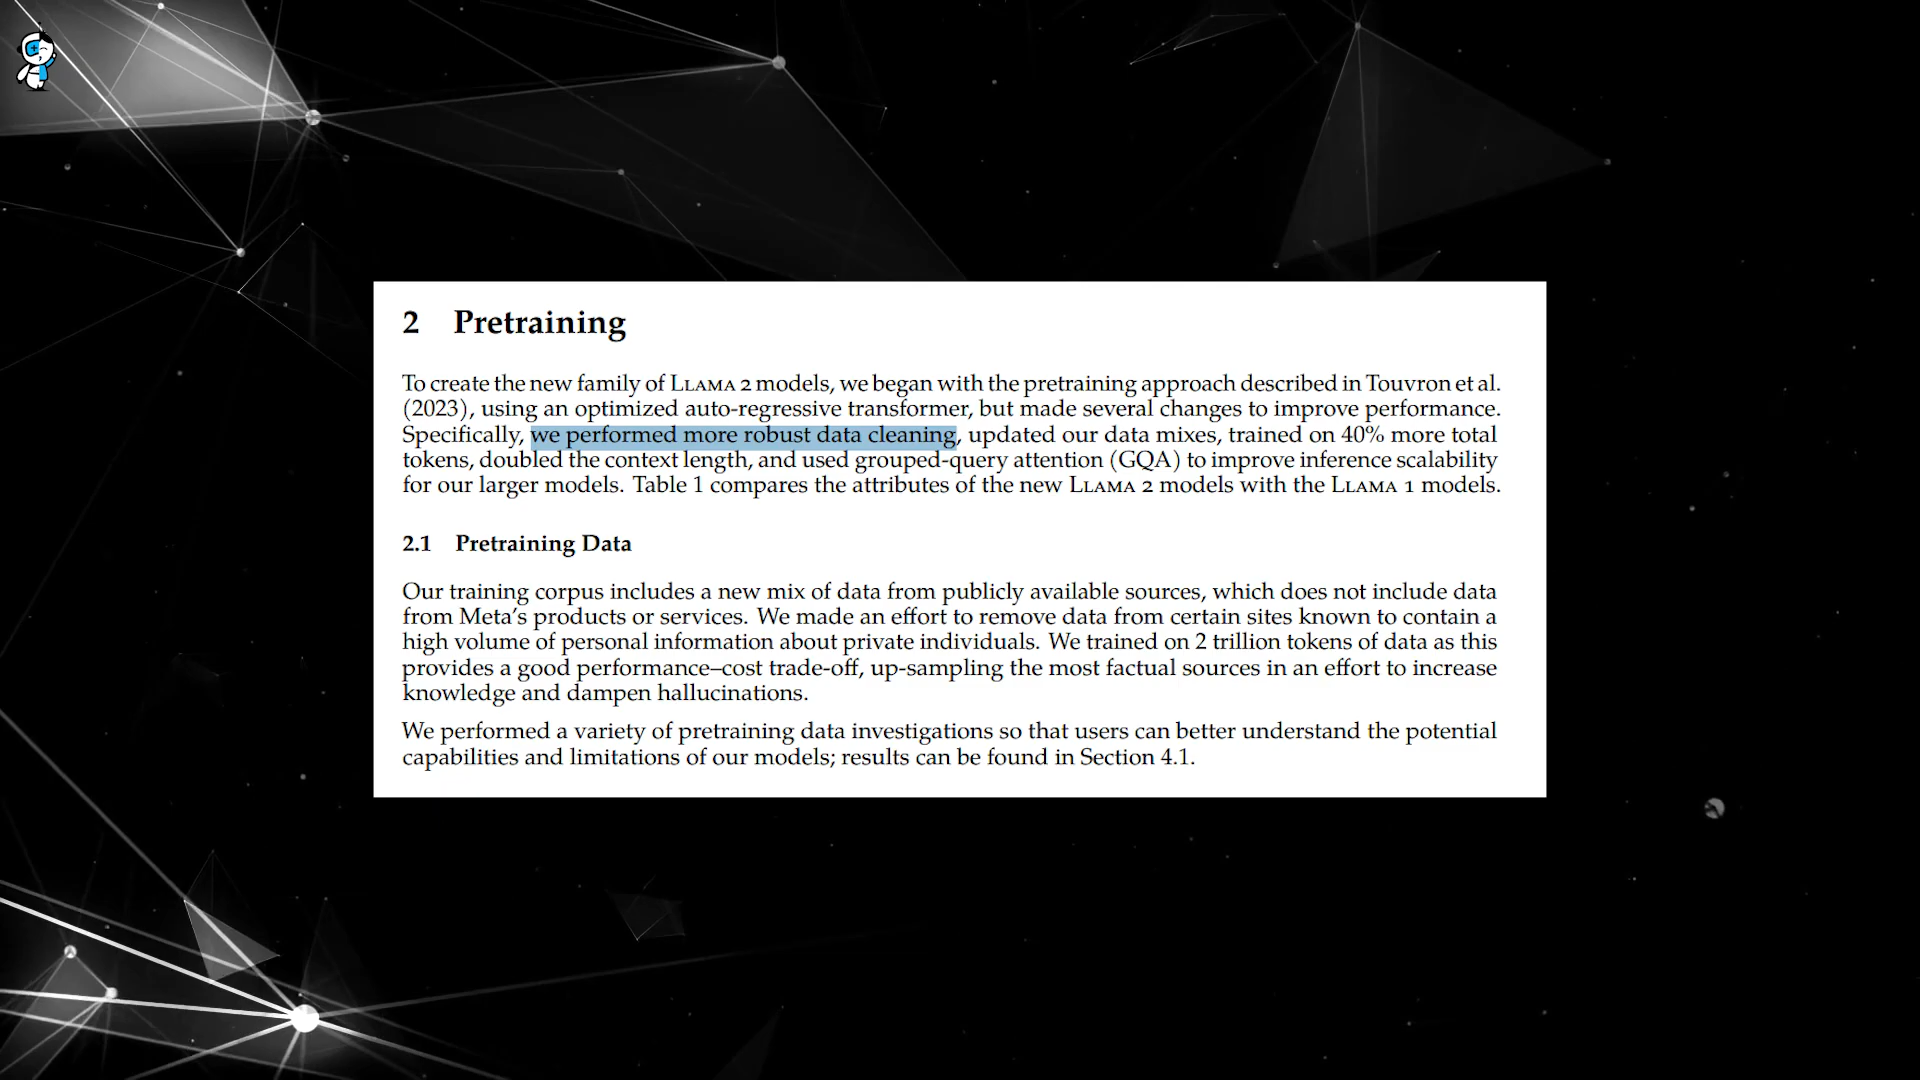 2 Pretraining
To create the new family of LLAMA 2 models, we began with the pretraining approach described in Touvron et al.
(2023), using an optimized auto-regressive transformer, but made several changes to improve performance.
Specifically, we performed more robust data cleaning, updated our data mixes, trained on 40% more total
tokens, doubled the context length, and used grouped-query attention (GQA) to improve inference scalability
for our larger models. Table 1 compares the attributes of the new LLAMA 2 models with the LLAMA 1 models.
2.1 Pretraining Data
Our training corpus includes a new mix of data from publicly available sources, which does not include data
from Meta's products or services. We made an effort to remove data from certain sites known to contain a
high volume of personal information about private individuals. We trained on 2 trillion tokens of data as this
provides a good performance–cost trade-off, up-sampling the most factual sources in an effort to increase
knowledge and dampen hallucinations.
We performed a variety of pretraining data investigations so that users can better understand the potential
capabilities and limitations of our models; results can be found in Section 4.1.